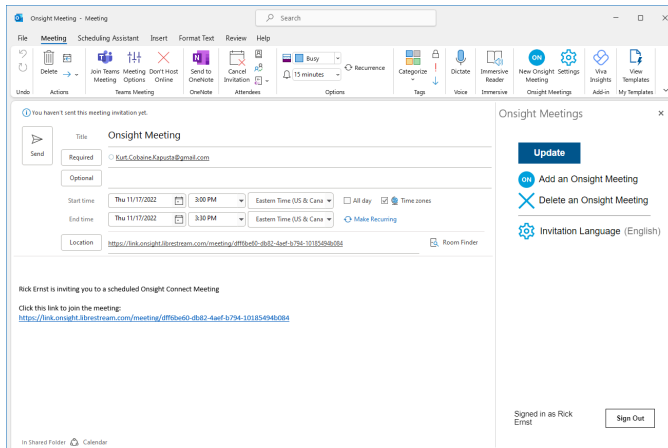 Onsight Meeting - Meeting
Search
File Meeting Scheduling Assistant Insert Format Text Review Help
Delete
Join Teams Meeting
Meeting Options
Don't Host Online
Send to OneNote
Cancel Invitation
Busy
15 minutes
Recurrence
Categorize
Dictate
Immersive Reader
ON
New Onsight Meeting
Settings
Viva Insights
View Templates
Undo Actions Teams Meeting OneNote Attendees Options Tags Voice Immersive Onsight Meetings Add-in My Templates
You haven't sent this meeting invitation yet.
Send
Title Onsight Meeting
Required Kurt.Cobaine.Kapusta@gmail.com
Optional
Start time Thu 11/17/2022 3:00 PM Eastern Time (US & Cana All day Time zones
End time Thu 11/17/2022 3:30 PM Eastern Time (US & Cana Make Recurring
Location https://link.onsight.librestream.com/meeting/dff6be60-db82-4aef-b794-10185494b084 Room Finder
Rick Ernst is inviting you to a scheduled Onsight Connect Meeting
Click this link to join the meeting:
https://link.onsight.librestream.com/meeting/dff6be60-db82-4aef-b794-10185494b084
In Shared Folder Calendar
Onsight Meetings
Update
ON Add an Onsight Meeting
Delete an Onsight Meeting
Invitation Language (English)
Signed in as Rick
Ernst
Sign Out